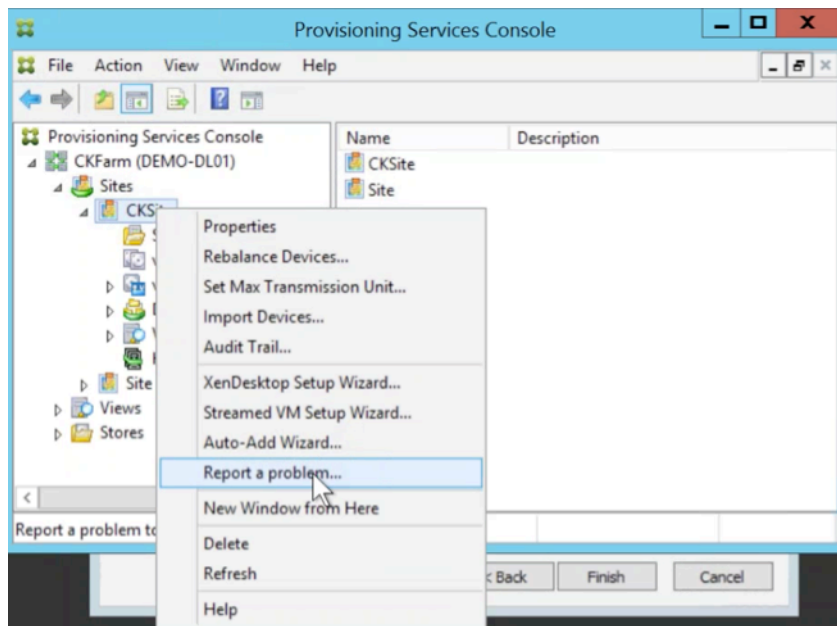 Provisioning Services Console
File Action View Window Help
Provisioning Services Console
CKFarm (DEMO-DL01)
Sites
Site
Views
Stores
Name Description
CKSite
Site
Properties
Rebalance Devices...
Set Max Transmission Unit...
Import Devices...
Audit Trail...
XenDesktop Setup Wizard...
Streamed VM Setup Wizard...
Auto-Add Wizard...
Report a problem...
New Window from Here
Delete
Refresh
Help
Report a problem
Back Finish Cancel